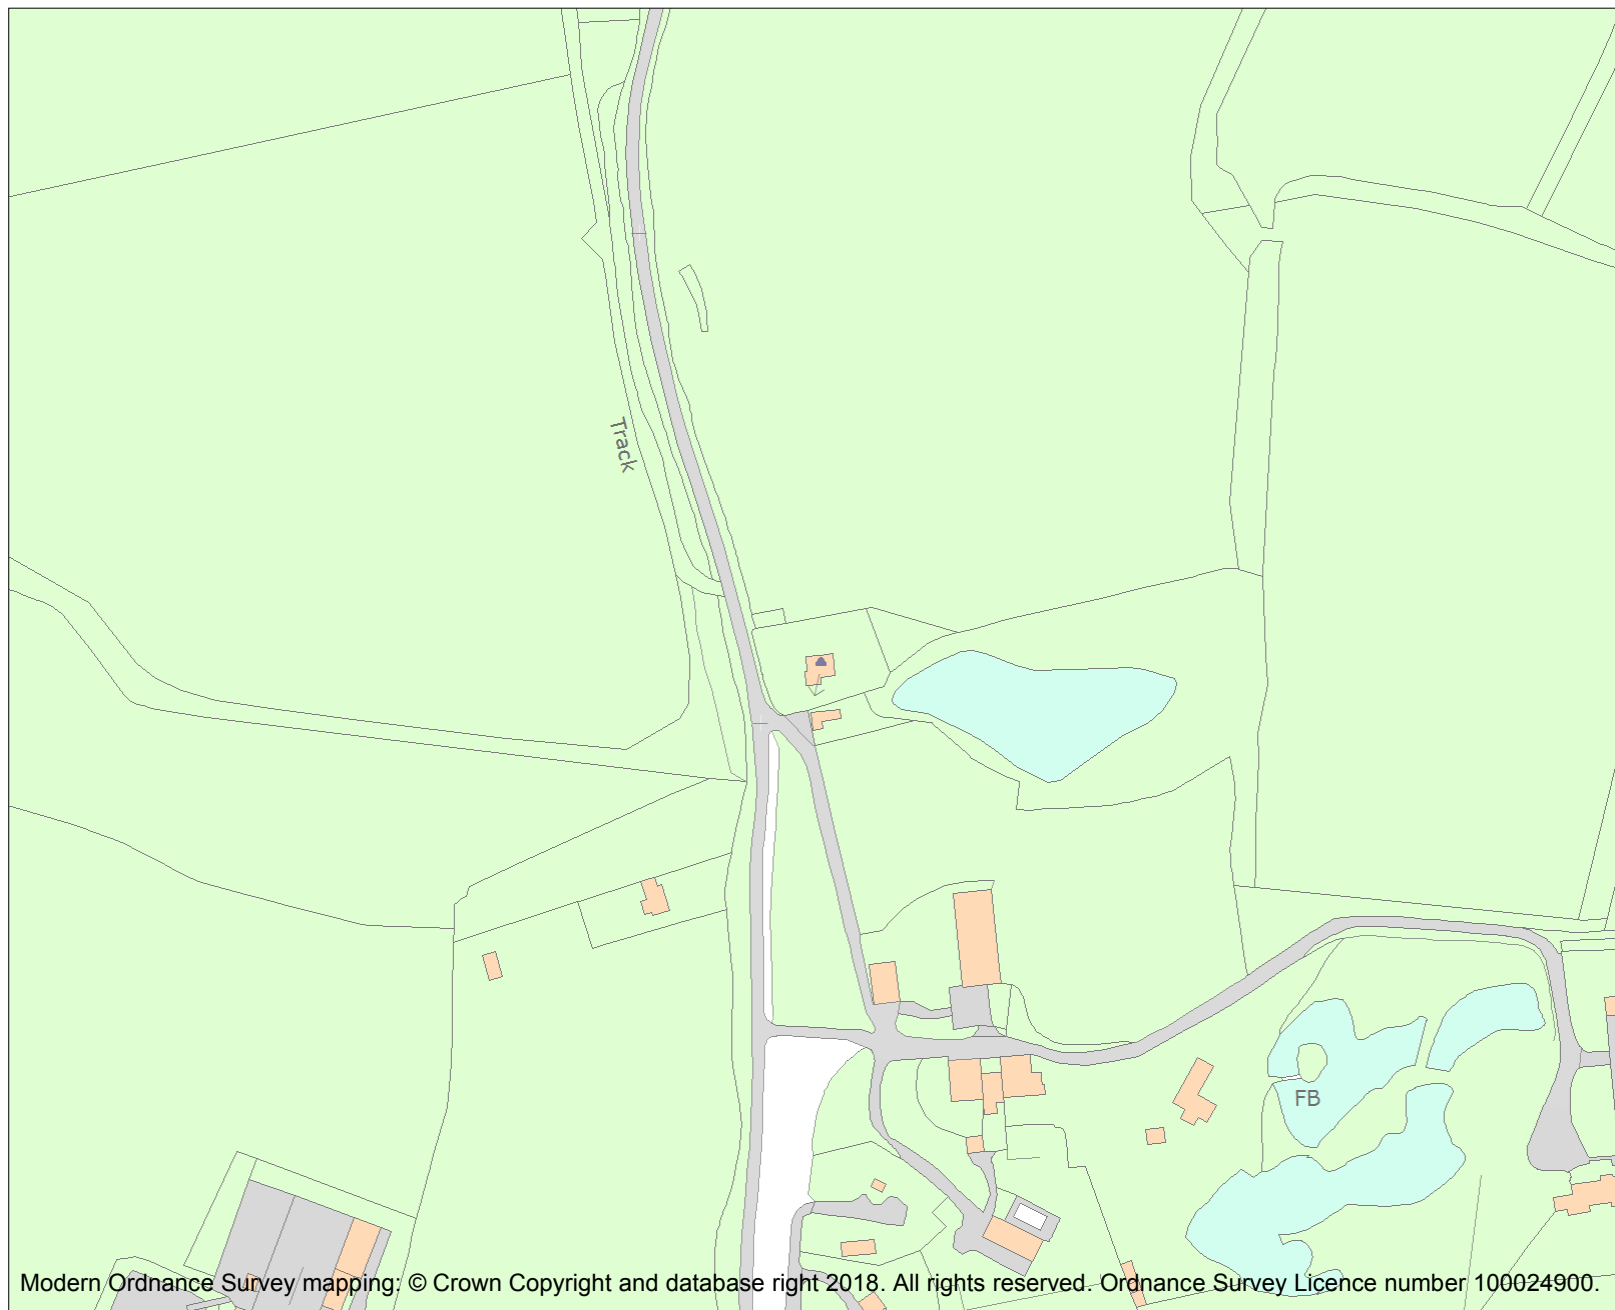 Track
FB
Modern Ordnance Survey mapping: © Crown Copyright and database right 2018. All rights reserved. Ordnance Survey Licence number 100024900.